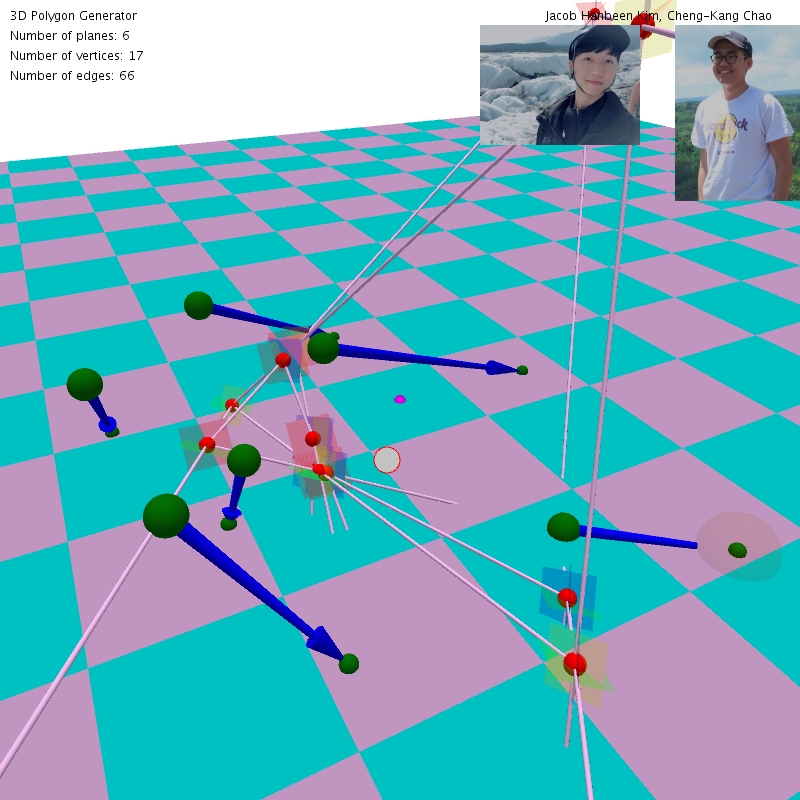 3D Polygon Generator
Jacob Hanbeen Kim, Cheng-Kang Chao
Number of planes: 6
Number of vertices: 17
Number of edges: 66